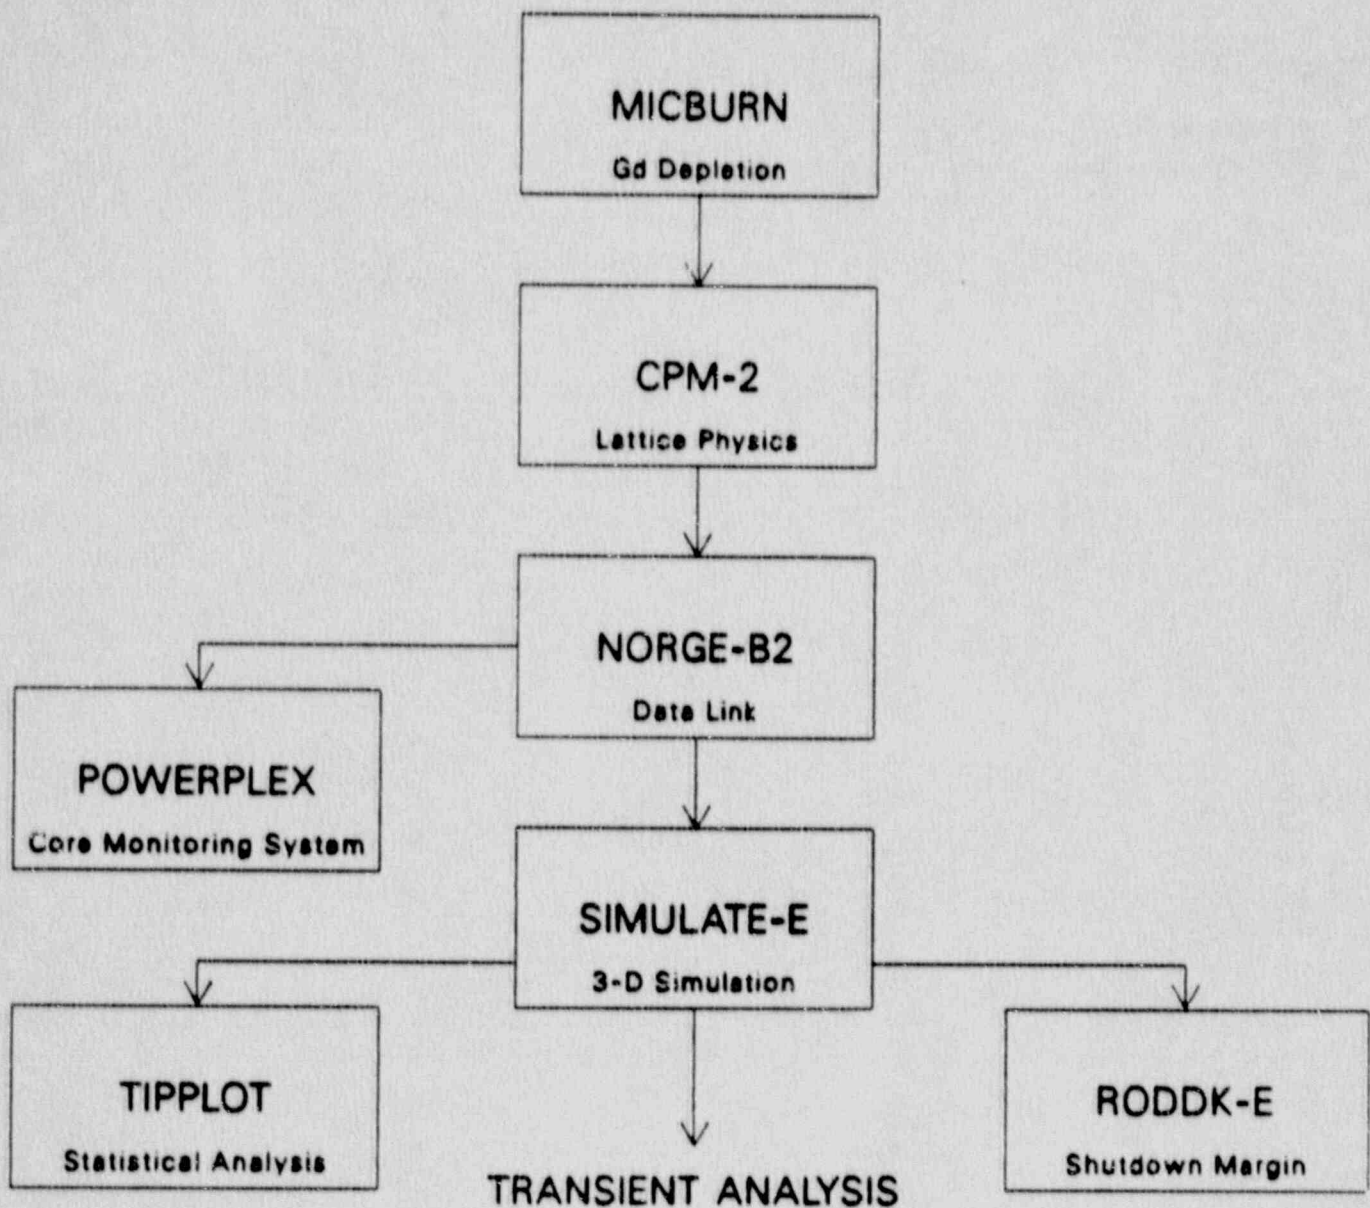 MICBURN
Gd Depletion
CPM-2
Lattice Physics
NORGE-B2
Data Link
POWERPLEX
Core Monitoring System
SIMULATE-E
3-D Simulation
TIPPLOT
Statistical Analysis
RODDK-E
Shutdown Margin
TRANSIENT ANALYSIS